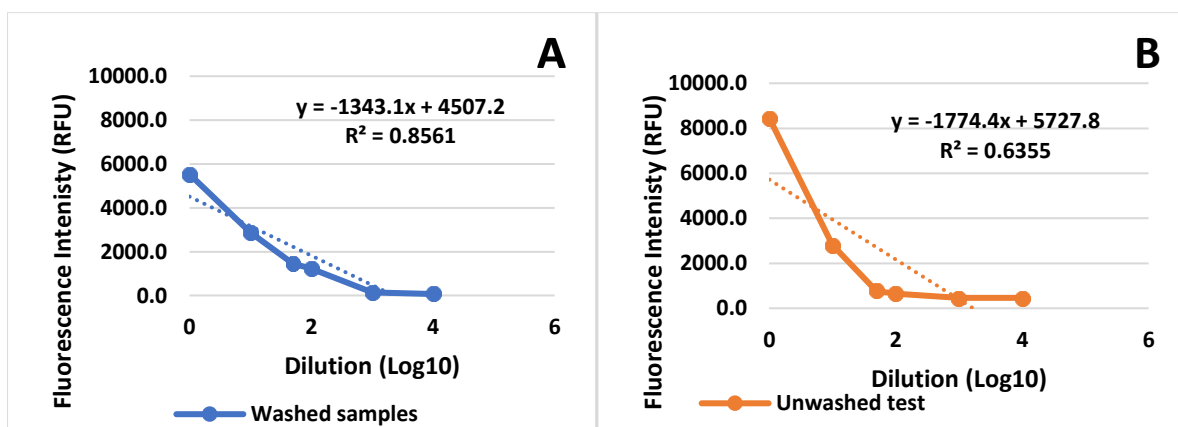 A
Fluorescence Intenisty (RFU)
10000.0
8000.0
6000.0
4000.0
2000.0
0.0
y = -1343.1x + 4507.2
R² = 0.8561
0 2 4 6
Dilution (Log10)
Washed samples
B
Fluorescence Intenisty (RFU)
10000.0
8000.0
6000.0
4000.0
2000.0
0.0
y = -1774.4x + 5727.8
R² = 0.6355
0 2 4 6
Dilution (Log10)
Unwashed test